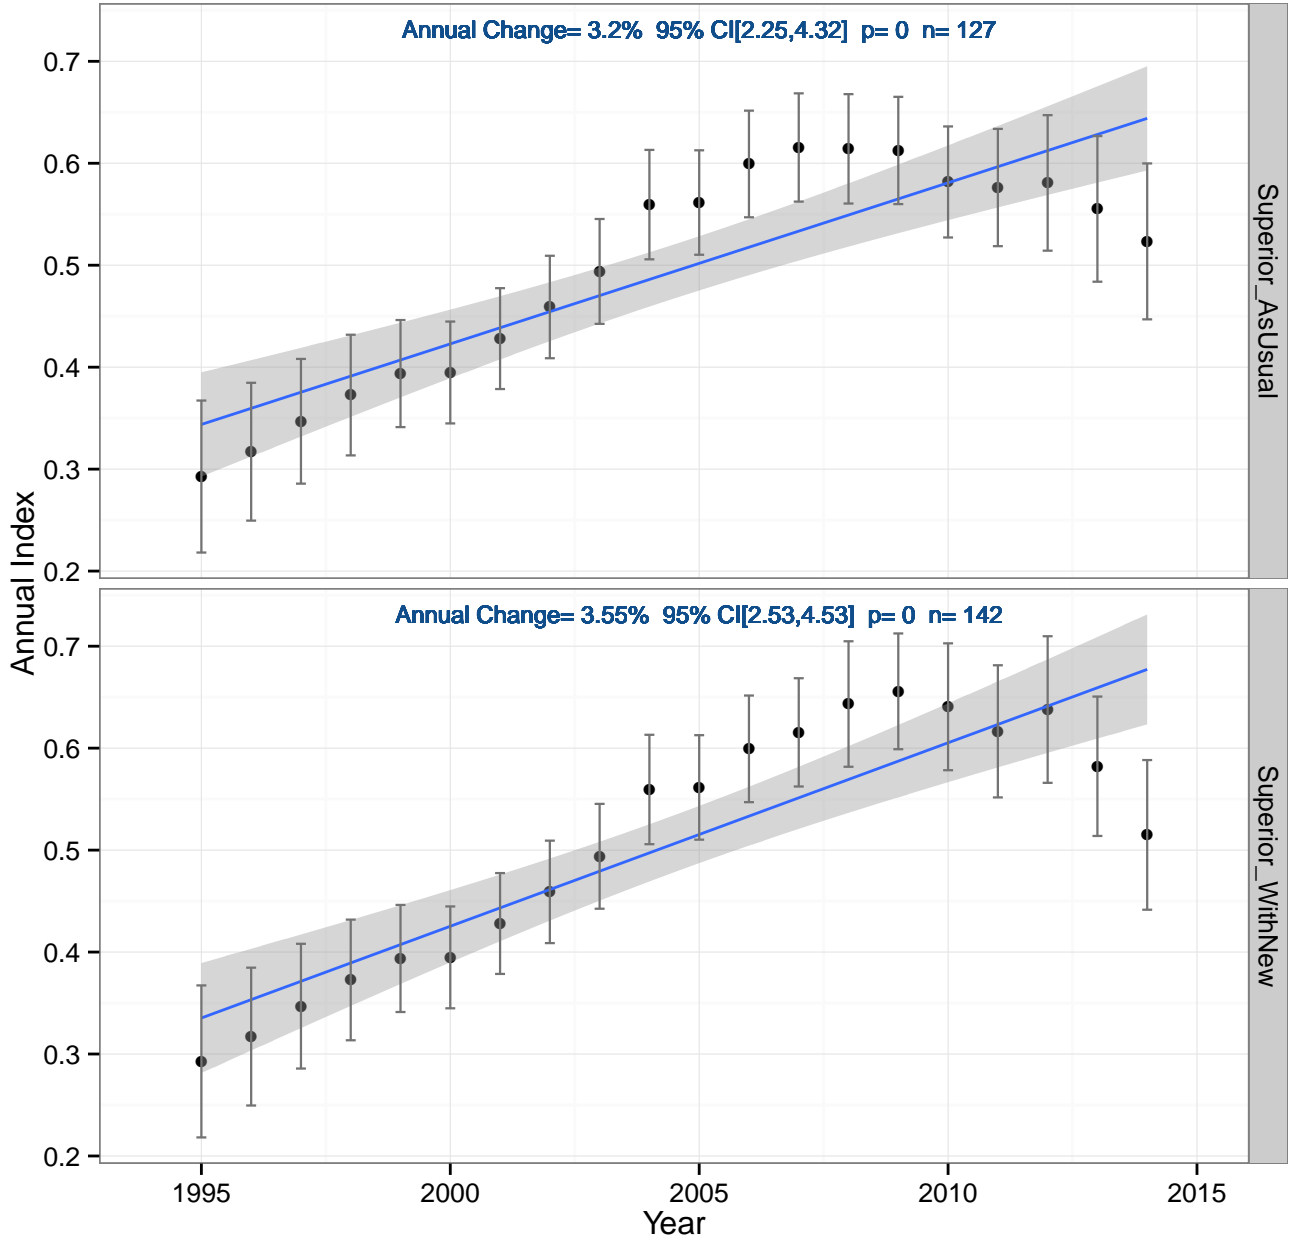 Annual Change= 3.2%  95% CI[2.25,4.32]  p= 0  n= 127
0.7
0.6
0.5
0.4
0.3
0.2
Superior_AsUsual
Annual Index
Annual Change= 3.55%  95% CI[2.53,4.53]  p= 0  n= 142
0.7
0.6
0.5
0.4
0.3
0.2
Superior_WithNew
1995 2000 2005 2010 2015
Year